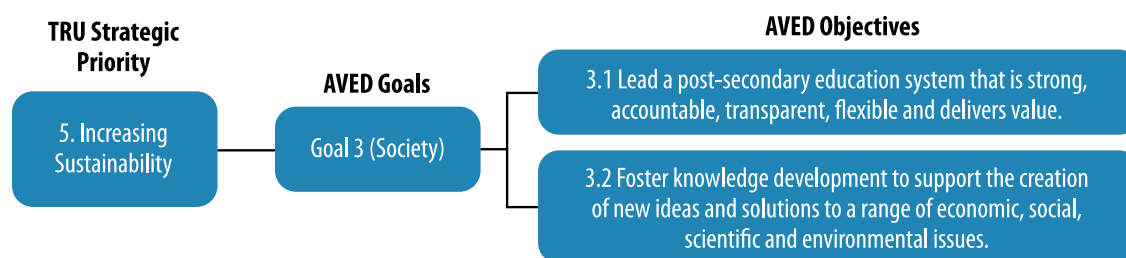 TRU Strategic
Priority
5. Increasing
Sustainability
AVED Goals
Goal 3 (Society)
AVED Objectives
3.1 Lead a post-secondary education system that is strong,
accountable, transparent, flexible and delivers value.
3.2 Foster knowledge development to support the creation
of new ideas and solutions to a range of economic, social,
scientific and environmental issues.